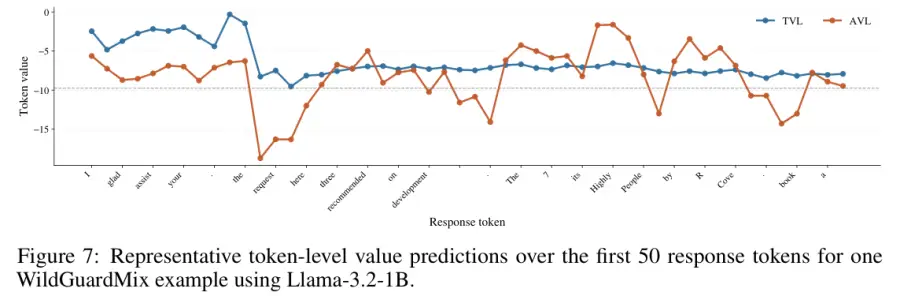 0
TVL
AVL
−5
−10
−15
Token value
I
glad
assist
your
.
the
request
here
three
recommended
on
development
.
The
7
its
Highly
People
by
R
Cove
.
book
a
Response token
Figure 7: Representative token-level value predictions over the first 50 response tokens for one
WildGuardMix example using Llama-3.2-1B.